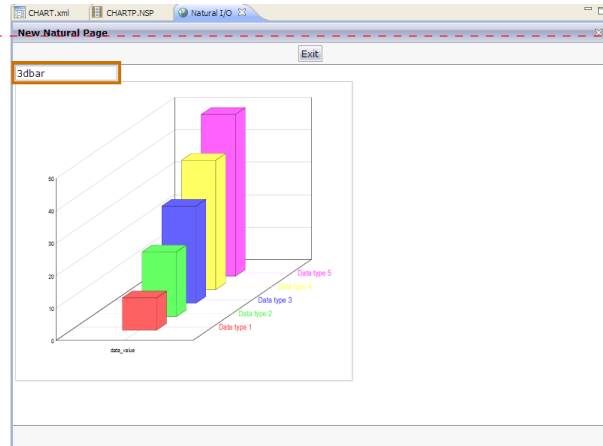 CHART.xml CHARTP.NSP Natural I/O
New Natural Page
Exit
3dbar
50
40
30
20
10
0
Data type 5
Data type 4
Data type 3
Data type 2
Data type 1
data_value